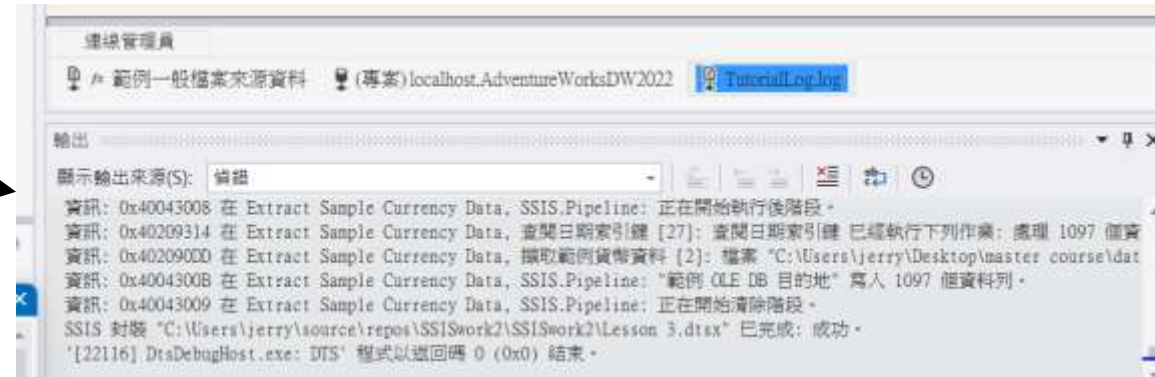 連線管理員
fx 範例一般檔案來源資料 (專案)localhost.AdventureWorksDW2022 TutorialLog.log
輸出
顯示輸出來源(S): 偵錯
資訊: 0x40043008 在 Extract Sample Currency Data, SSIS.Pipeline: 正在開始執行後階段。
資訊: 0x40209314 在 Extract Sample Currency Data, 查閱日期索引鍵 [27]: 查閱日期索引鍵 已經執行下列作業: 處理 1097 個資
資訊: 0x402090DD 在 Extract Sample Currency Data, 擷取範例貨幣資料 [2]: 檔案 "C:\Users\jerry\Desktop\master course\dat
資訊: 0x4004300B 在 Extract Sample Currency Data, SSIS.Pipeline: "範例 OLE DB 目的地" 寫入 1097 個資料列。
資訊: 0x40043009 在 Extract Sample Currency Data, SSIS.Pipeline: 正在開始清除階段。
SSIS 封裝 "C:\Users\jerry\source\repos\SSISwork2\SSISwork2\Lesson 3.dtsx" 已完成: 成功。
'[22116] DtsDebugHost.exe: DTS' 程式以返回碼 0 (0x0) 結束。